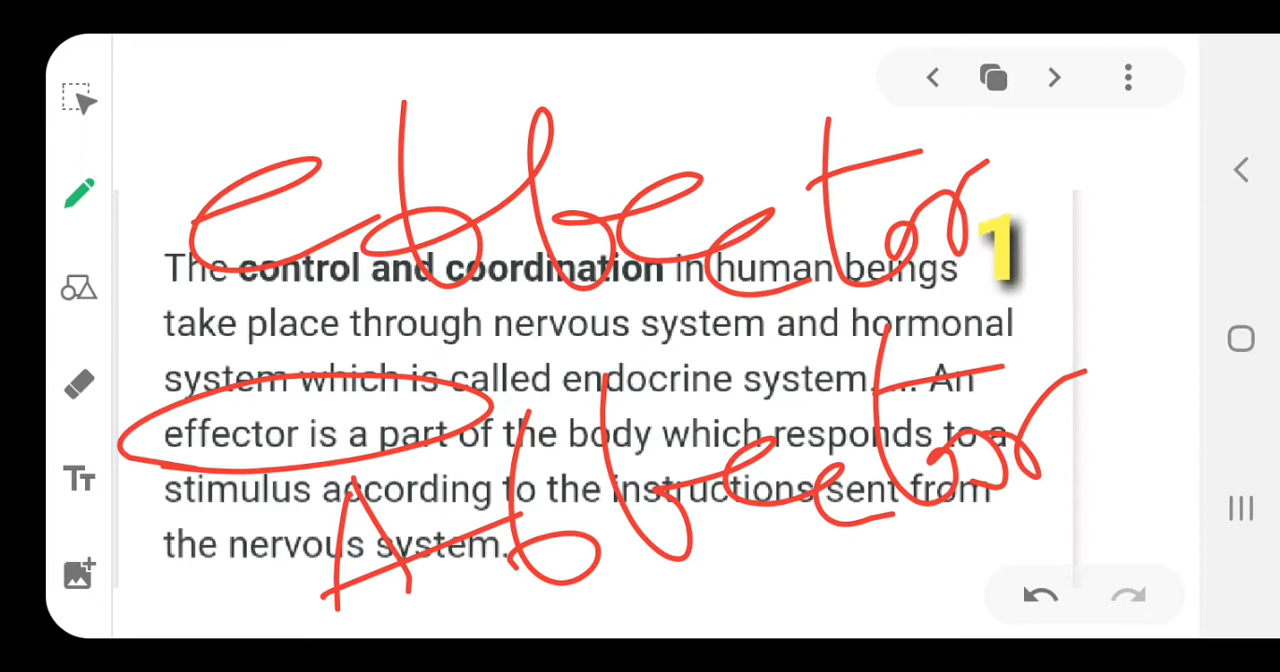 effector
1
The control and coordination in human beings
take place through nervous system and hormonal
system which is called endocrine system. ... An
effector is a part of the body which responds to a
stimulus according to the instructions sent from
the nervous system.
Affector
Tт